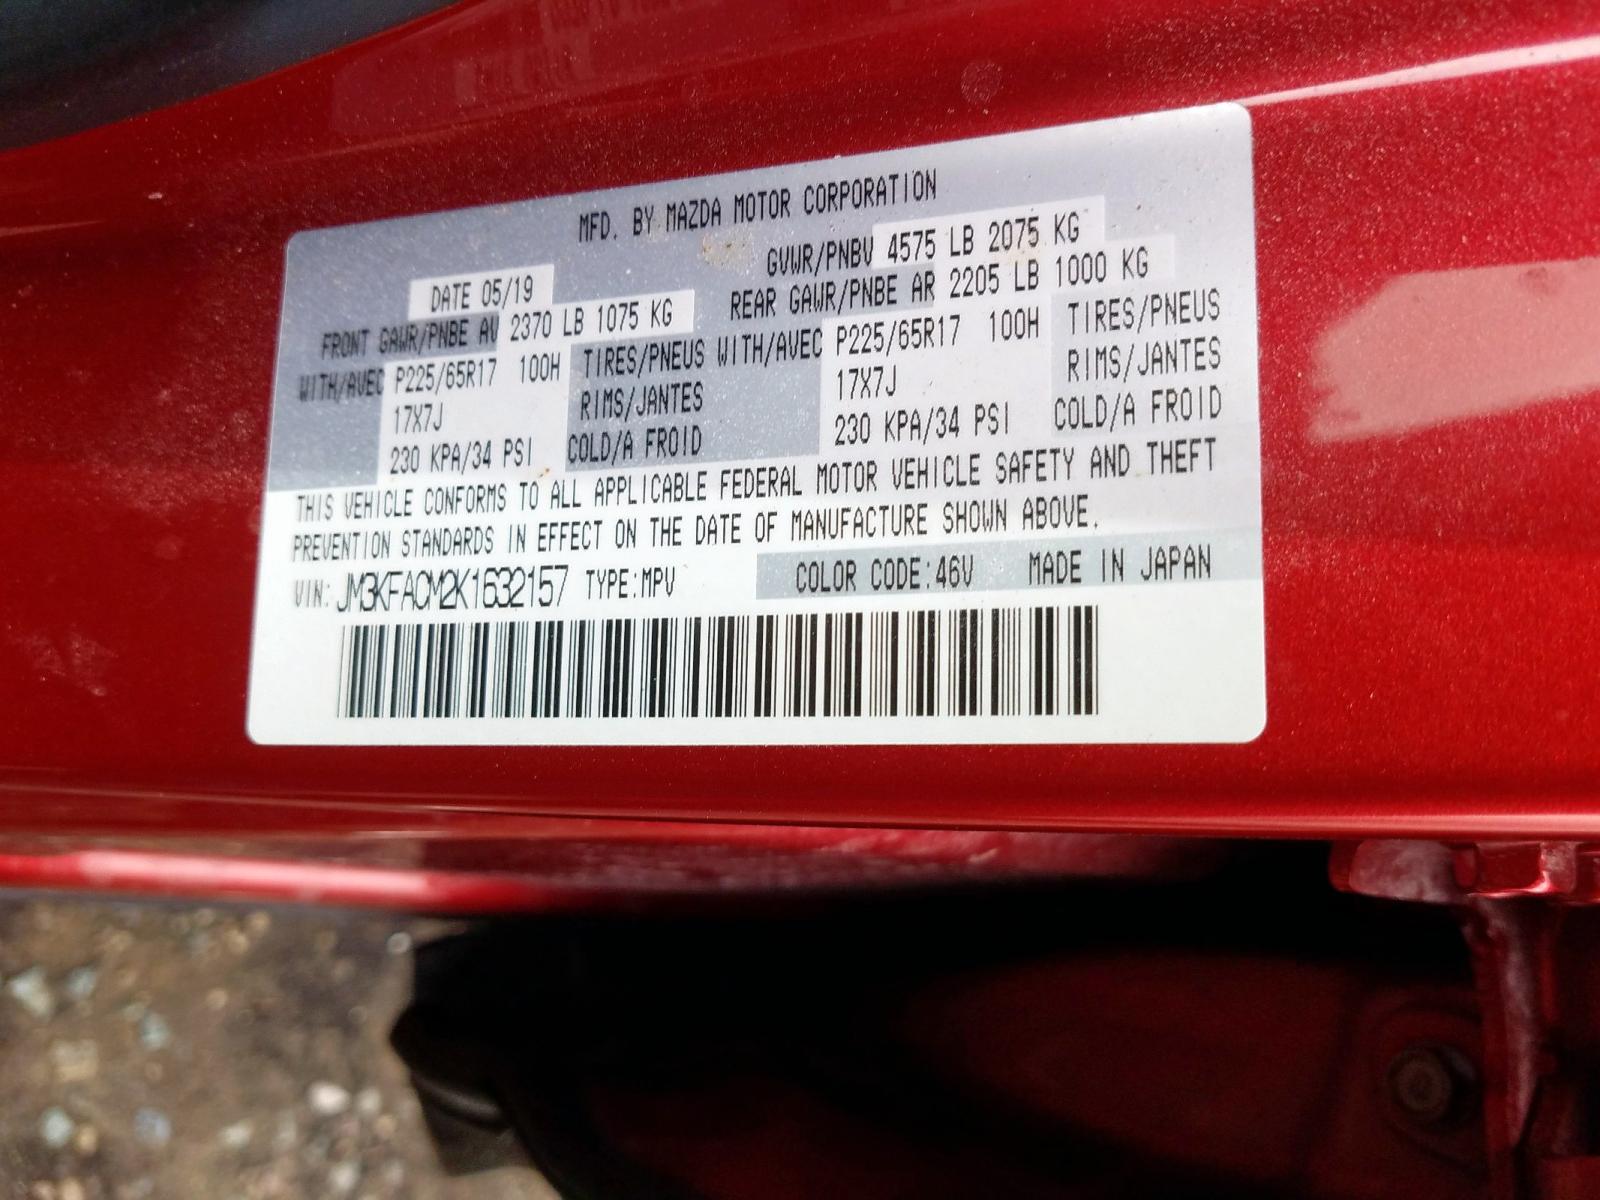 MFD. BY MAZDA MOTOR CORPORATION
DATE 05/19 GVWR/PNBV 4575 LB 2075 KG
FRONT GAWR/PNBE AV 2370 LB 1075 KG REAR GAWR/PNBE AR 2205 LB 1000 KG
WITH/AVEC P225/65R17 100H TIRES/PNEUS WITH/AVEC P225/65R17 100H TIRES/PNEUS
17X7J RIMS/JANTES 17X7J RIMS/JANTES
230 KPA/34 PSI COLD/A FROID 230 KPA/34 PSI COLD/A FROID
THIS VEHICLE CONFORMS TO ALL APPLICABLE FEDERAL MOTOR VEHICLE SAFETY AND THEFT
PREVENTION STANDARDS IN EFFECT ON THE DATE OF MANUFACTURE SHOWN ABOVE.
VIN: JM3KFACM2K1632157 TYPE:MPV COLOR CODE:46V MADE IN JAPAN